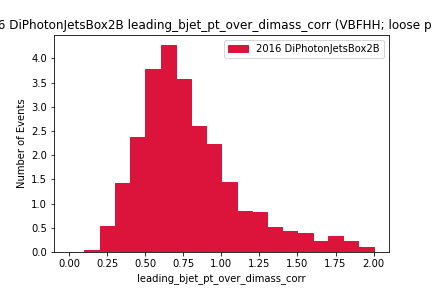 6 DiPhotonJetsBox2B leading_bjet_pt_over_dimass_corr (VBFHH; loose p
2016 DiPhotonJetsBox2B
Number of Events
4.0
3.5
3.0
2.5
2.0
1.5
1.0
0.5
0.0
0.00 0.25 0.50 0.75 1.00 1.25 1.50 1.75 2.00
leading_bjet_pt_over_dimass_corr